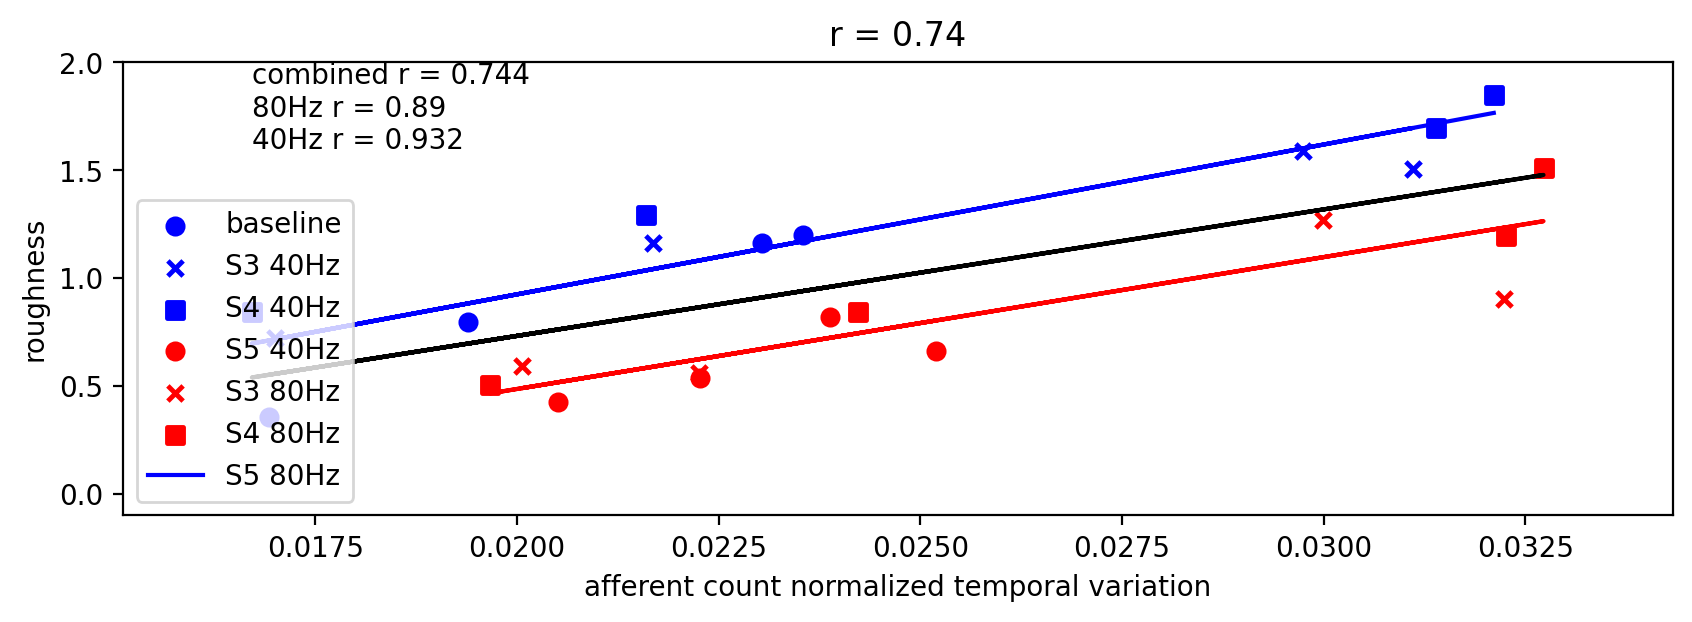 r = 0.74
combined r = 0.744
80Hz r = 0.89
40Hz r = 0.932
2.0
1.5
1.0
0.5
0.0
roughness
baseline
S3 40Hz
S4 40Hz
S5 40Hz
S3 80Hz
S4 80Hz
S5 80Hz
0.0175 0.0200 0.0225 0.0250 0.0275 0.0300 0.0325
afferent count normalized temporal variation